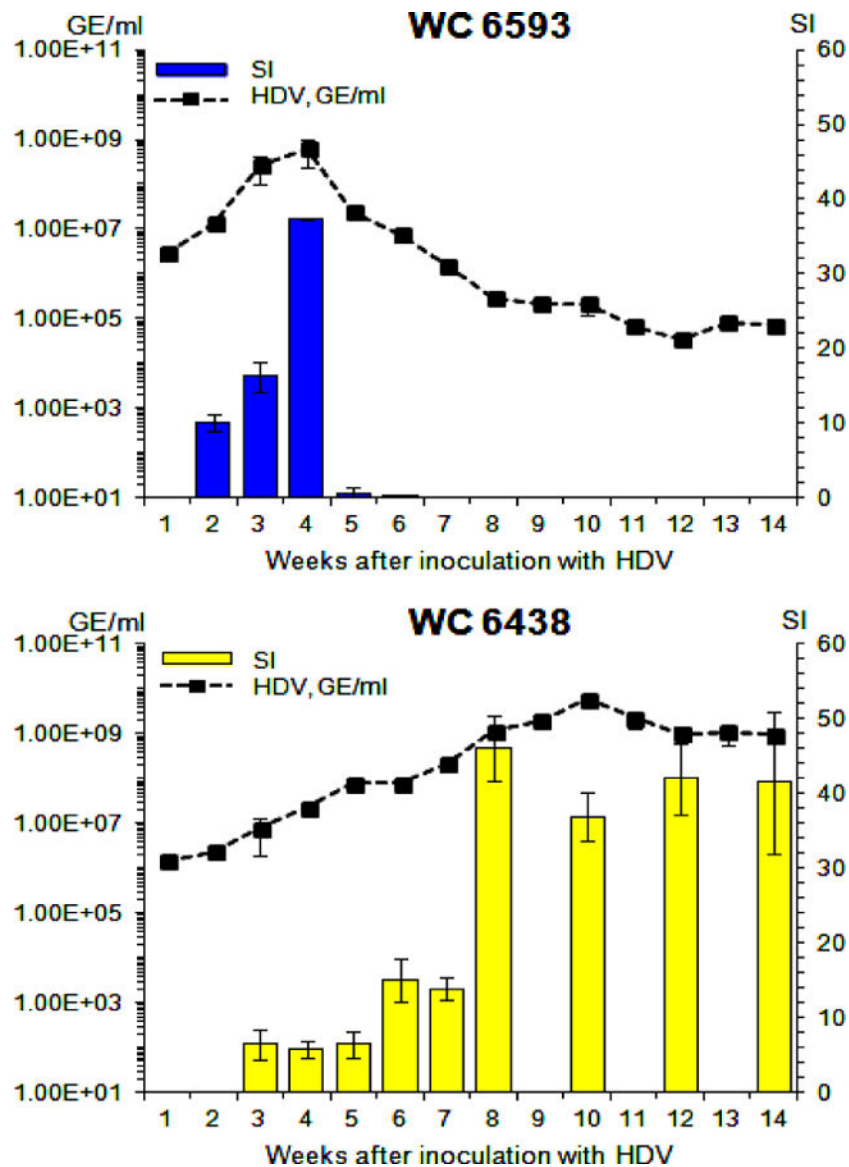 WC 6593
GE/ml SI
1.00E+11 60
SI
HDV, GE/ml
50
1.00E+09
40
1.00E+07
30
1.00E+05
20
1.00E+03
10
1.00E+01 0
1 2 3 4 5 6 7 8 9 10 11 12 13 14
Weeks after inoculation with HDV
WC 6438
GE/ml SI
1.00E+11 60
SI
HDV, GE/ml
50
1.00E+09
40
1.00E+07
30
1.00E+05
20
1.00E+03
10
1.00E+01 0
1 2 3 4 5 6 7 8 9 10 11 12 13 14
Weeks after inoculation with HDV